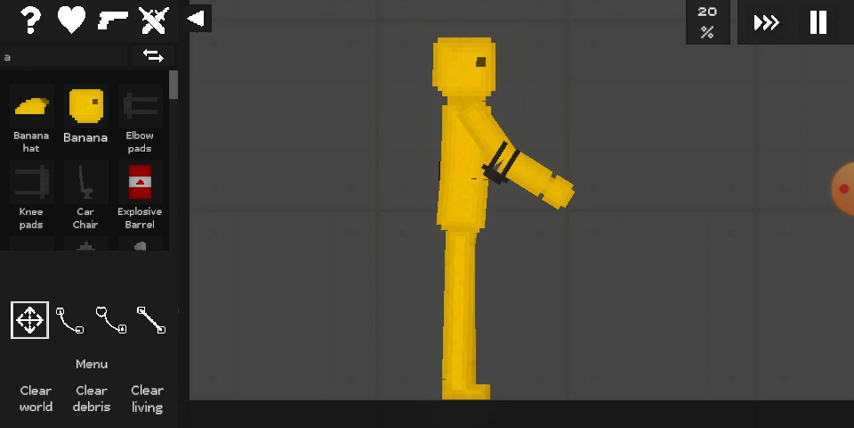 20
%
a
Banana
hat
Banana
Elbow
pads
Knee
pads
Car
Chair
Explosive
Barrel
Menu
Clear
world
Clear
debris
Clear
living